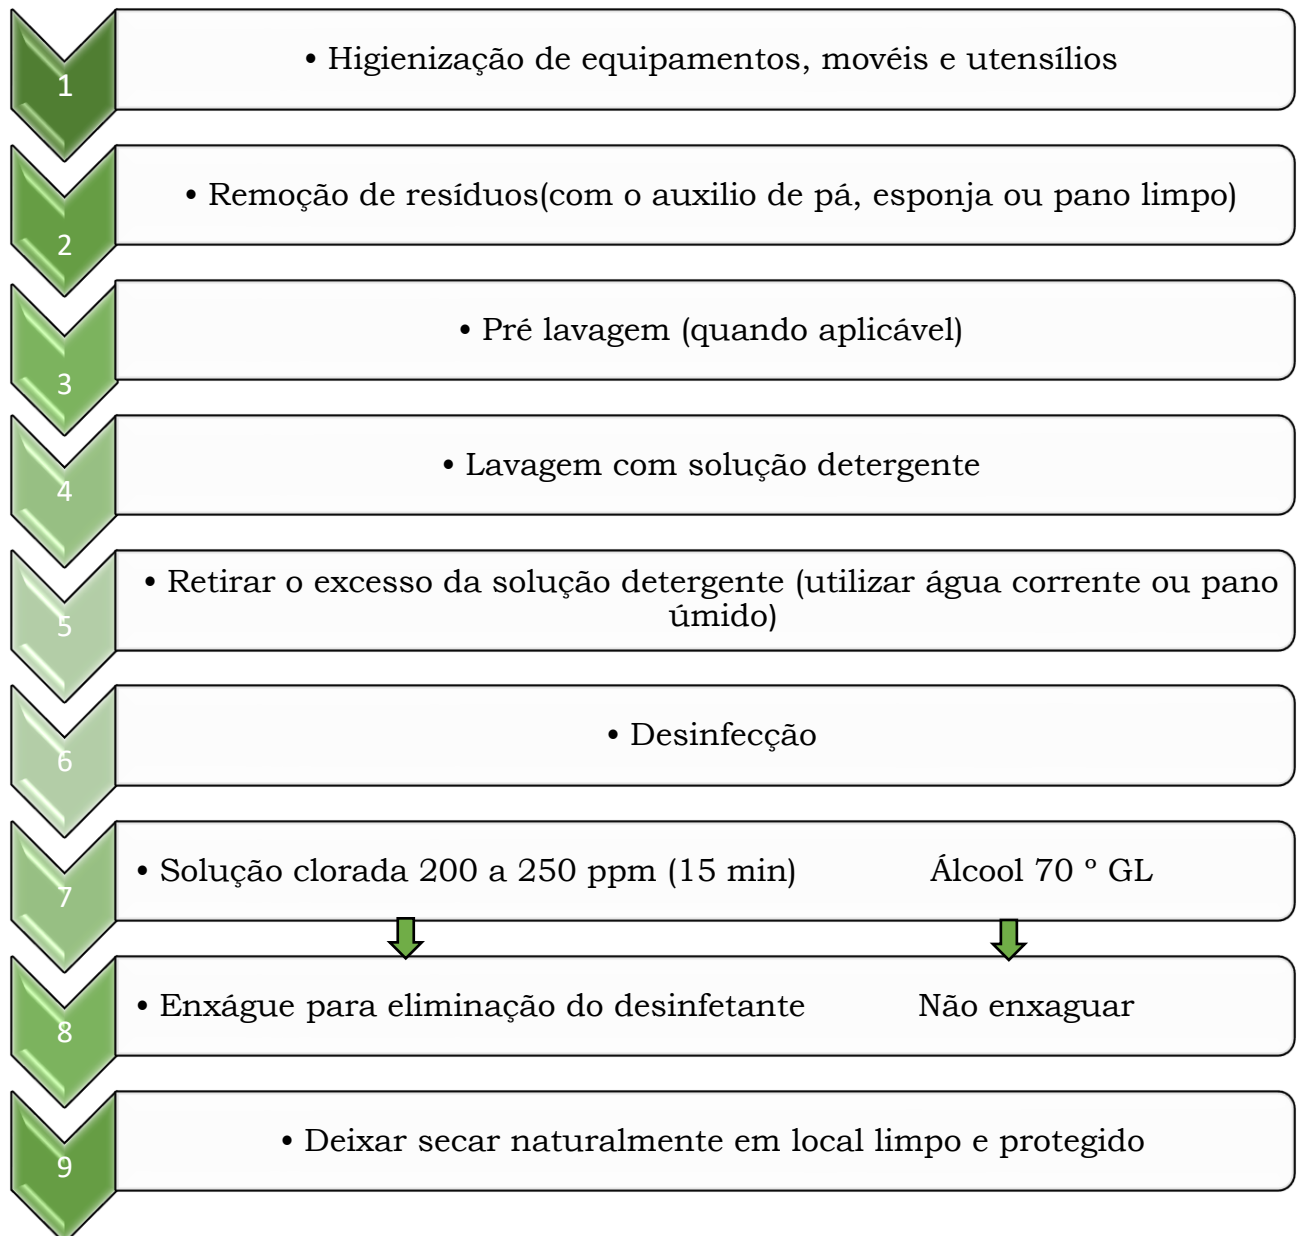 1
• Higienização de equipamentos, movéis e utensílios
2
• Remoção de resíduos(com o auxilio de pá, esponja ou pano limpo)
3
• Pré lavagem (quando aplicável)
4
• Lavagem com solução detergente
5
• Retirar o excesso da solução detergente (utilizar água corrente ou pano
úmido)
6
• Desinfecção
7
• Solução clorada 200 a 250 ppm (15 min) Álcool 70 º GL
8
• Enxágue para eliminação do desinfetante Não enxaguar
9
• Deixar secar naturalmente em local limpo e protegido